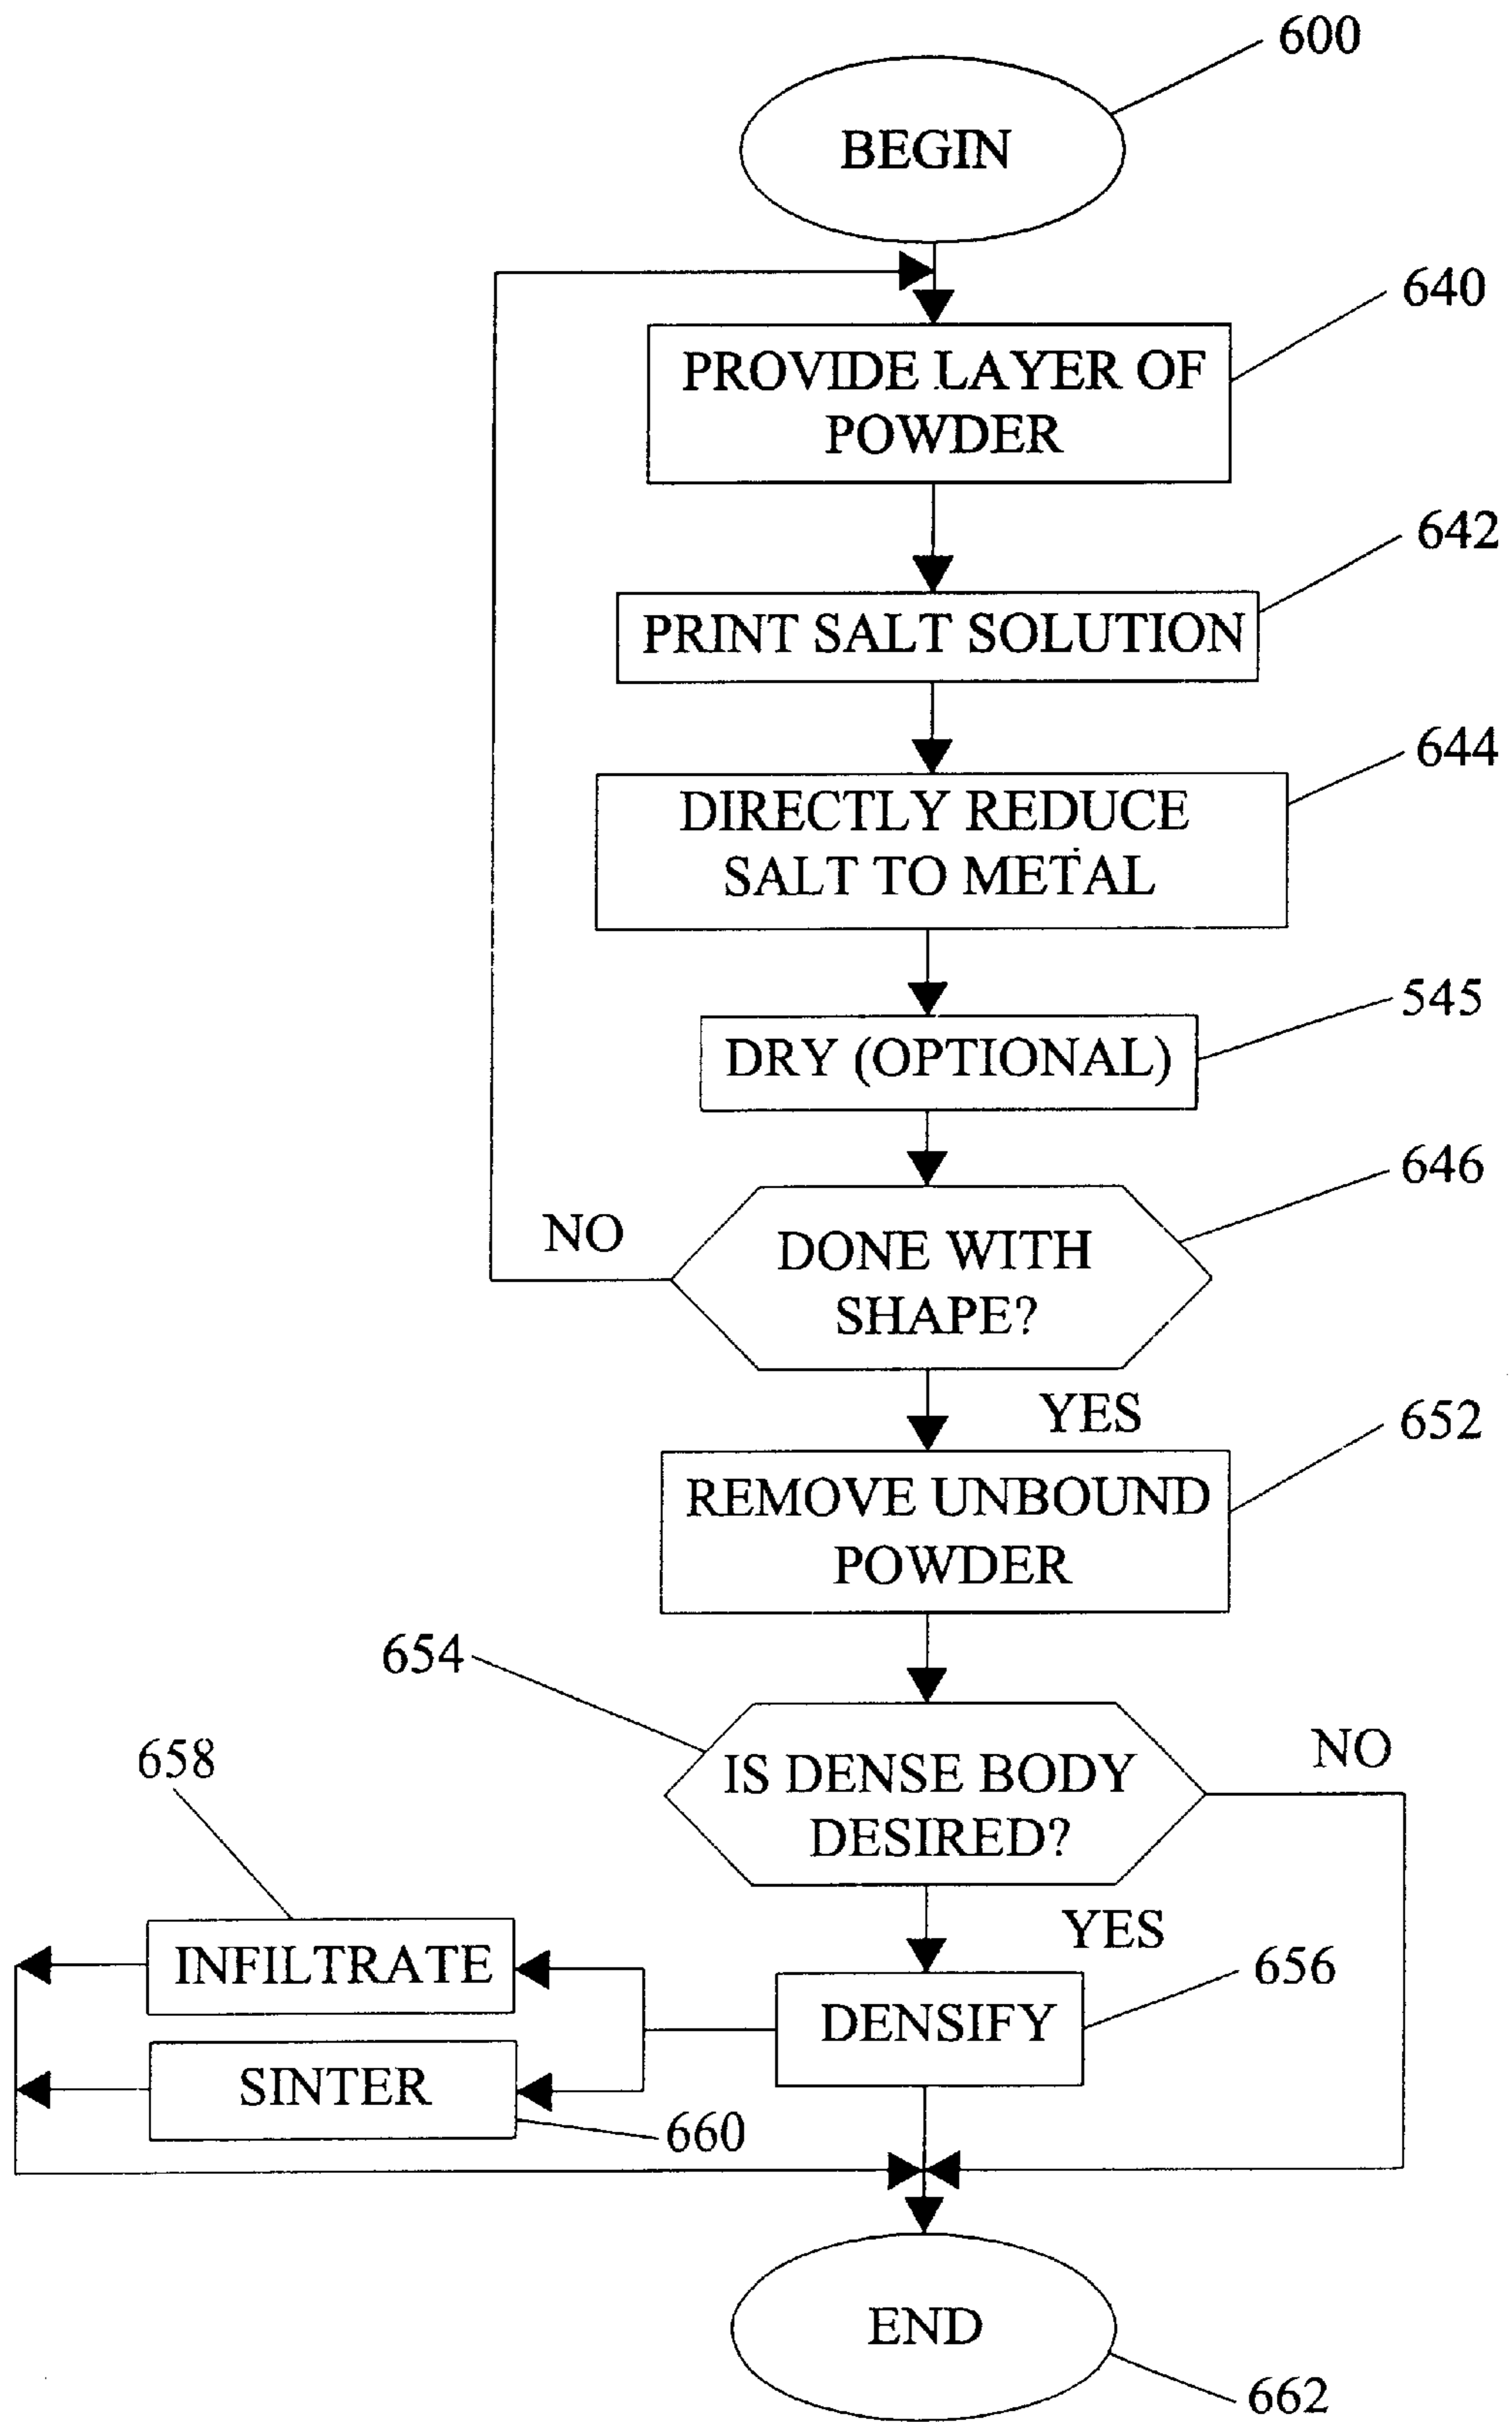 600
BEGIN
640
PROVIDE LAYER OF
POWDER
642
PRINT SALT SOLUTION
644
DIRECTLY REDUCE
SALT TO METAL
545
DRY (OPTIONAL)
646
NO
DONE WITH
SHAPE?
YES
652
REMOVE UNBOUND
POWDER
654
NO
658
IS DENSE BODY
DESIRED?
YES
INFILTRATE
656
DENSIFY
SINTER
660
END
662